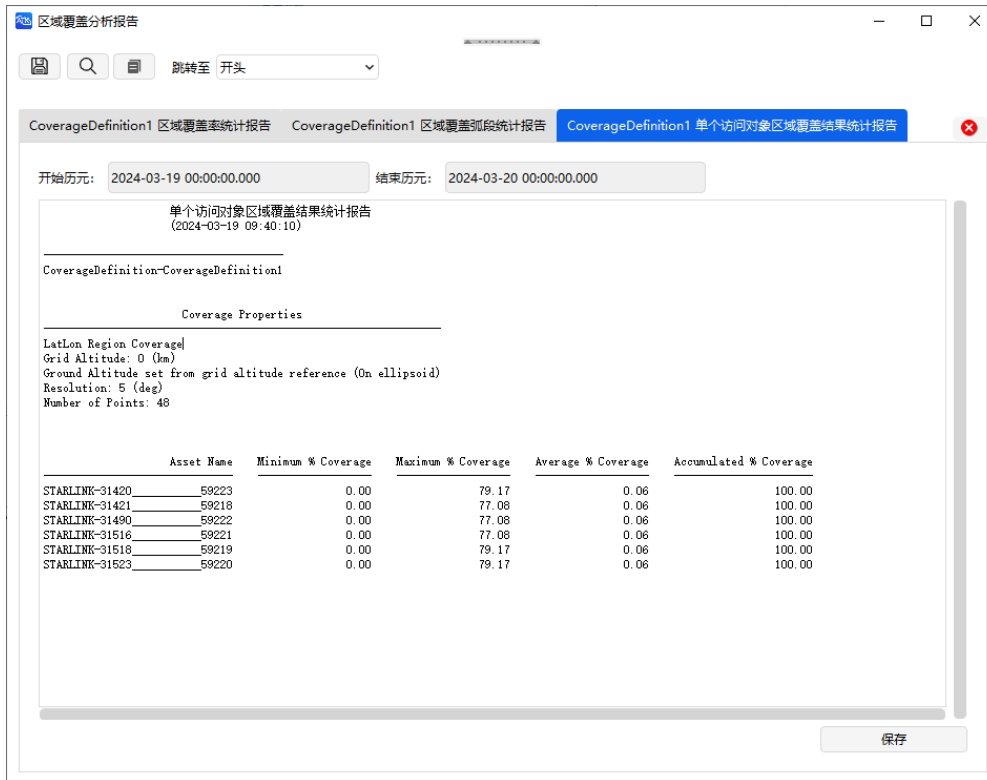 区域覆盖分析报告
跳转至 开头
CoverageDefinition1 区域覆盖率统计报告 CoverageDefinition1 区域覆盖弧段统计报告 CoverageDefinition1 单个访问对象区域覆盖结果统计报告
开始历元： 2024-03-19 00:00:00.000 结束历元： 2024-03-20 00:00:00.000
单个访问对象区域覆盖结果统计报告
(2024-03-19 09:40:10)
CoverageDefinition-CoverageDefinition1
Coverage Properties
LatLon Region Coverage
Grid Altitude: 0 (km)
Ground Altitude set from grid altitude reference (On ellipsoid)
Resolution: 5 (deg)
Number of Points: 48
Asset Name Minimum % Coverage Maximum % Coverage Average % Coverage Accumulated % Coverage
STARLINK-31420__________59223 0.00 79.17 0.06 100.00
STARLINK-31421__________59218 0.00 77.08 0.06 100.00
STARLINK-31490__________59222 0.00 77.08 0.06 100.00
STARLINK-31516__________59221 0.00 77.08 0.06 100.00
STARLINK-31518__________59219 0.00 79.17 0.06 100.00
STARLINK-31523__________59220 0.00 79.17 0.06 100.00
保存